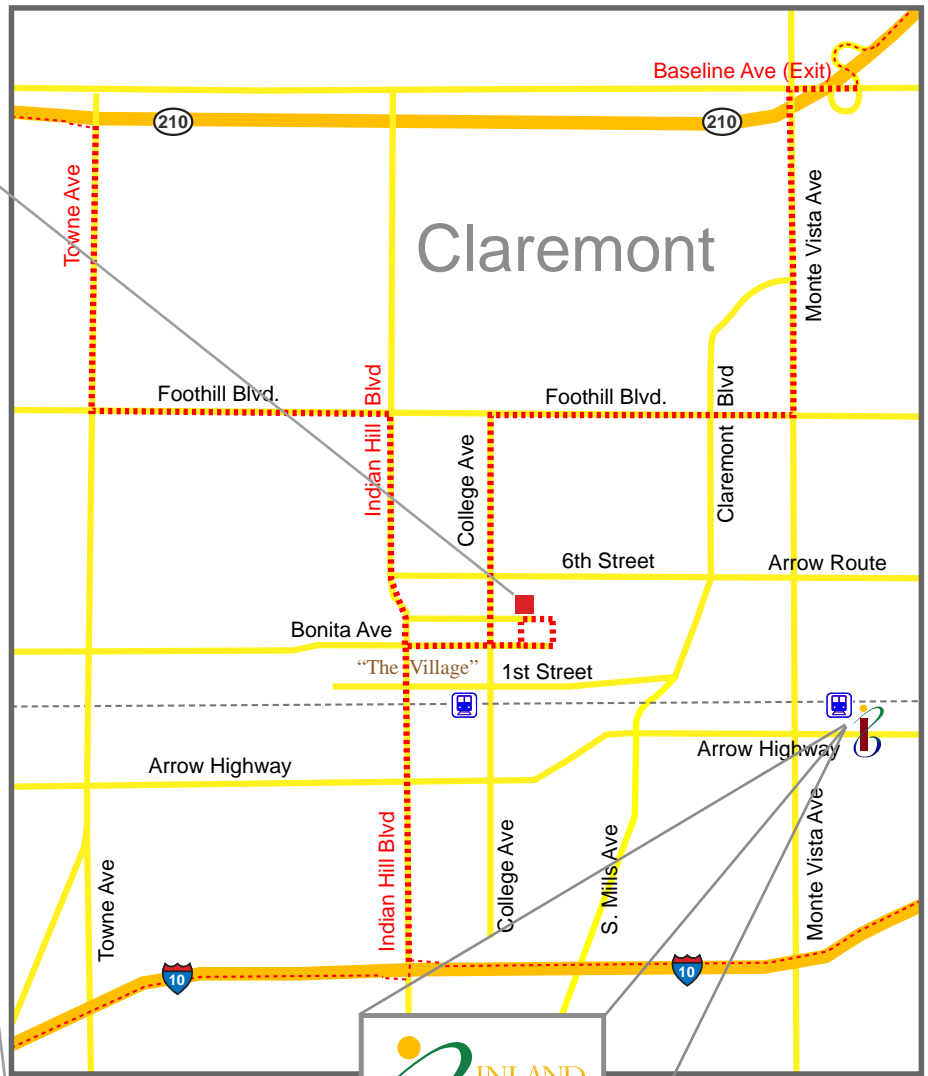 Baseline Ave (Exit)
210
210
Towne Ave
Monte Vista Ave
Claremont
Foothill Blvd.
Indian Hill Blvd
Foothill Blvd.
Claremont Blvd
College Ave
6th Street
Arrow Route
Bonita Ave
“The Village”
1st Street
Arrow Highway
Arrow Highway
Indian Hill Blvd
College Ave
S. Mills Ave
Monte Vista Ave
Towne Ave
10
10
INLAND